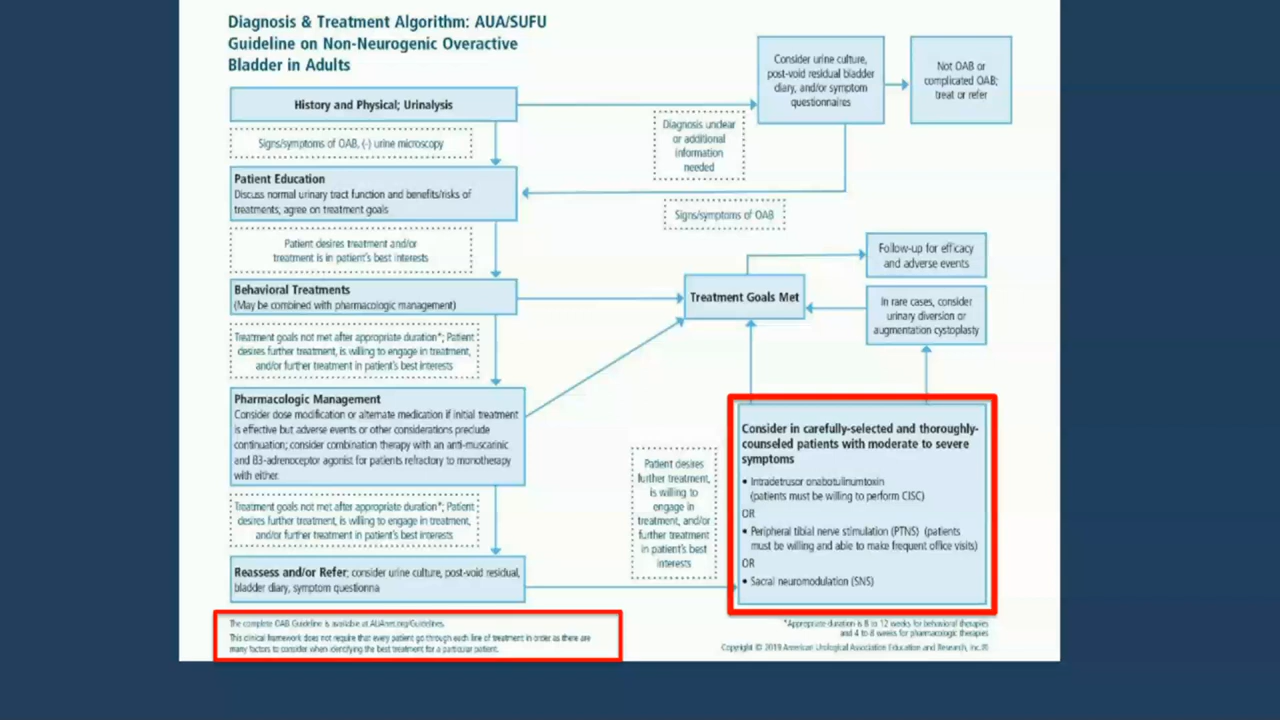 Diagnosis & Treatment Algorithm: AUA/SUFU
Guideline on Non-Neurogenic Overactive
Bladder in Adults
History and Physical; Urinalysis
Signs/symptoms of OAB, (-) urine microscopy
Patient Education
Discuss normal urinary tract function and benefits/risks of
treatments; agree on treatment goals
Patient desires treatment and/or
treatment is in patient's best interests
Behavioral Treatments
(May be combined with pharmacologic management)
Treatment goals not met after appropriate duration*; Patient
desires further treatment, is willing to engage in treatment,
and/or further treatment in patient's best interests
Pharmacologic Management
Consider dose modification or alternate medication if initial treatment
is effective but adverse events or other considerations preclude
continuation; consider combination therapy with an anti-muscarinic
and ß3-adrenoceptor agonist for patients refractory to monotherapy
with either.
Treatment goals not met after appropriate duration*; Patient
desires further treatment, is willing to engage in treatment,
and/or further treatment in patient's best interests
Reassess and/or Refer; consider urine culture, post-void residual,
bladder diary, symptom questionna
Consider urine culture,
post-void residual bladder
diary, and/or symptom
questionnaires
Not OAB or
complicated OAB;
treat or refer
Diagnosis unclear
or additional
information
needed
Signs/symptoms of OAB
Follow-up for efficacy
and adverse events
Treatment Goals Met
In rare cases, consider
urinary diversion or
augmentation cystoplasty
Patient desires
further treatment,
is willing to
engage in
treatment, and/or
further treatment
in patient's best
interests
Consider in carefully-selected and thoroughly-
counseled patients with moderate to severe
symptoms
• Intradetrusor onabotulinumtoxin
(patients must be willing to perform CISC)
OR
• Peripheral tibial nerve stimulation (PTNS) (patients
must be willing and able to make frequent office visits)
OR
• Sacral neuromodulation (SNS)
The complete OAB Guideline is available at AUAnet.org/Guidelines.
This clinical framework does not require that every patient go through each line of treatment in order as there are
many factors to consider when identifying the best treatment for a particular patient.
*Appropriate duration is 8 to 12 weeks for behavioral therapies
and 4 to 8 weeks for pharmacologic therapies
Copyright © 2019 American Urological Association Education and Research, Inc.®